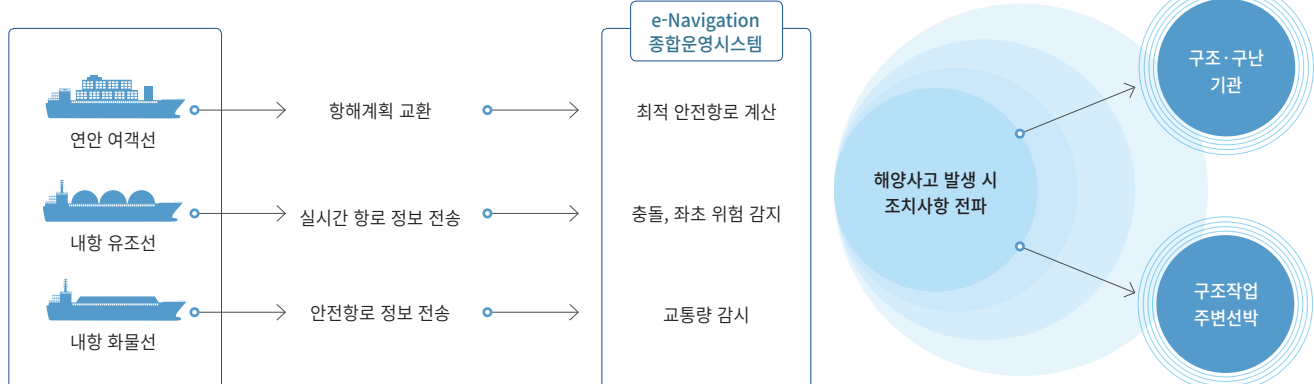 e-Navigation
종합운영시스템
연안 여객선
항해계획 교환
최적 안전항로 계산
내항 유조선
실시간 항로 정보 전송
충돌, 좌초 위험 감지
내항 화물선
안전항로 정보 전송
교통량 감시
해양사고 발생 시
조치사항 전파
구조·구난
기관
구조작업
주변선박